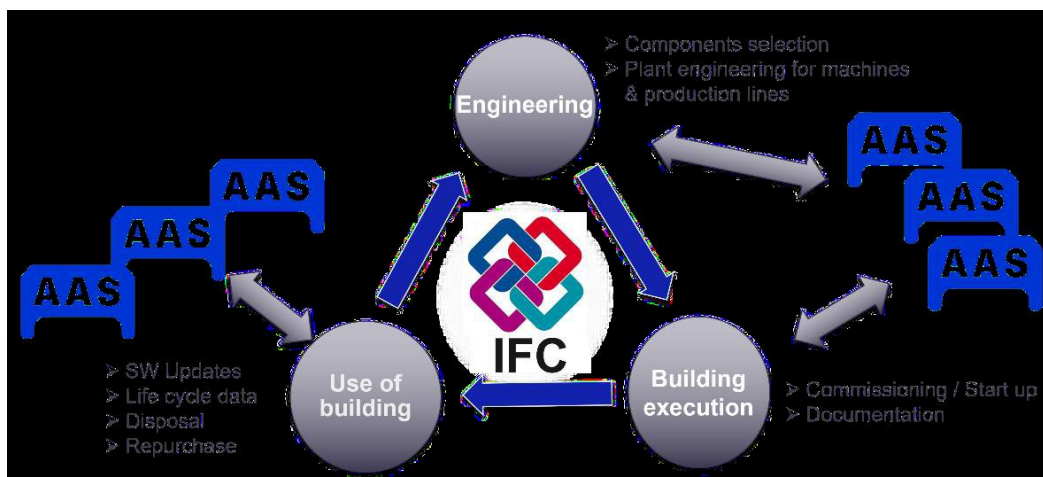 ➢ Components selection
➢ Plant engineering for machines
& production lines
Engineering
AAS
AAS
AAS
AAS
AAS
AAS
IFC
➢ SW Updates
➢ Life cycle data
➢ Disposal
➢ Repurchase
Use of
building
Building
execution
➢ Commissioning / Start up
➢ Documentation